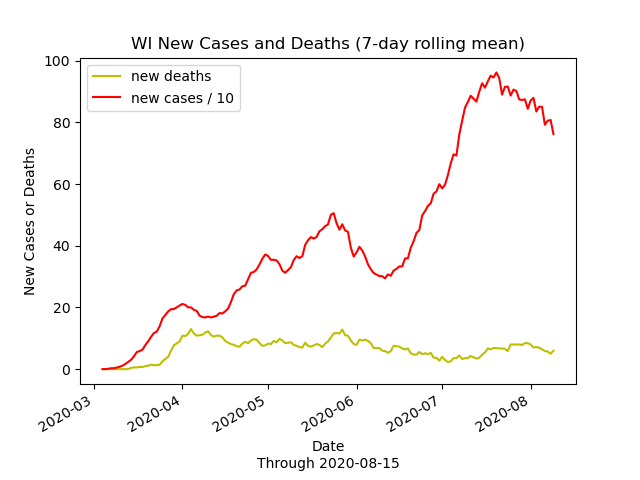 WI New Cases and Deaths (7-day rolling mean)
new deaths
new cases / 10
New Cases or Deaths
100
80
60
40
20
0
2020-03
2020-04
2020-05
2020-06
2020-07
2020-08
Date
Through 2020-08-15